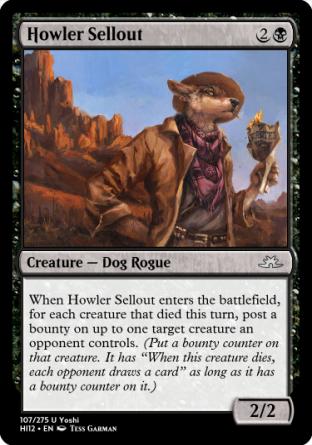 Howler Sellout 2
Creature — Dog Rogue
When Howler Sellout enters the battlefield,
for each creature that died this turn, post a
bounty on up to one target creature an
opponent controls. (Put a bounty counter on
that creature. It has “When this creature dies,
each opponent draws a card” as long as it has
a bounty counter on it.)
2/2
107/275 U Yoshi
HI12 • EN Tess Garman